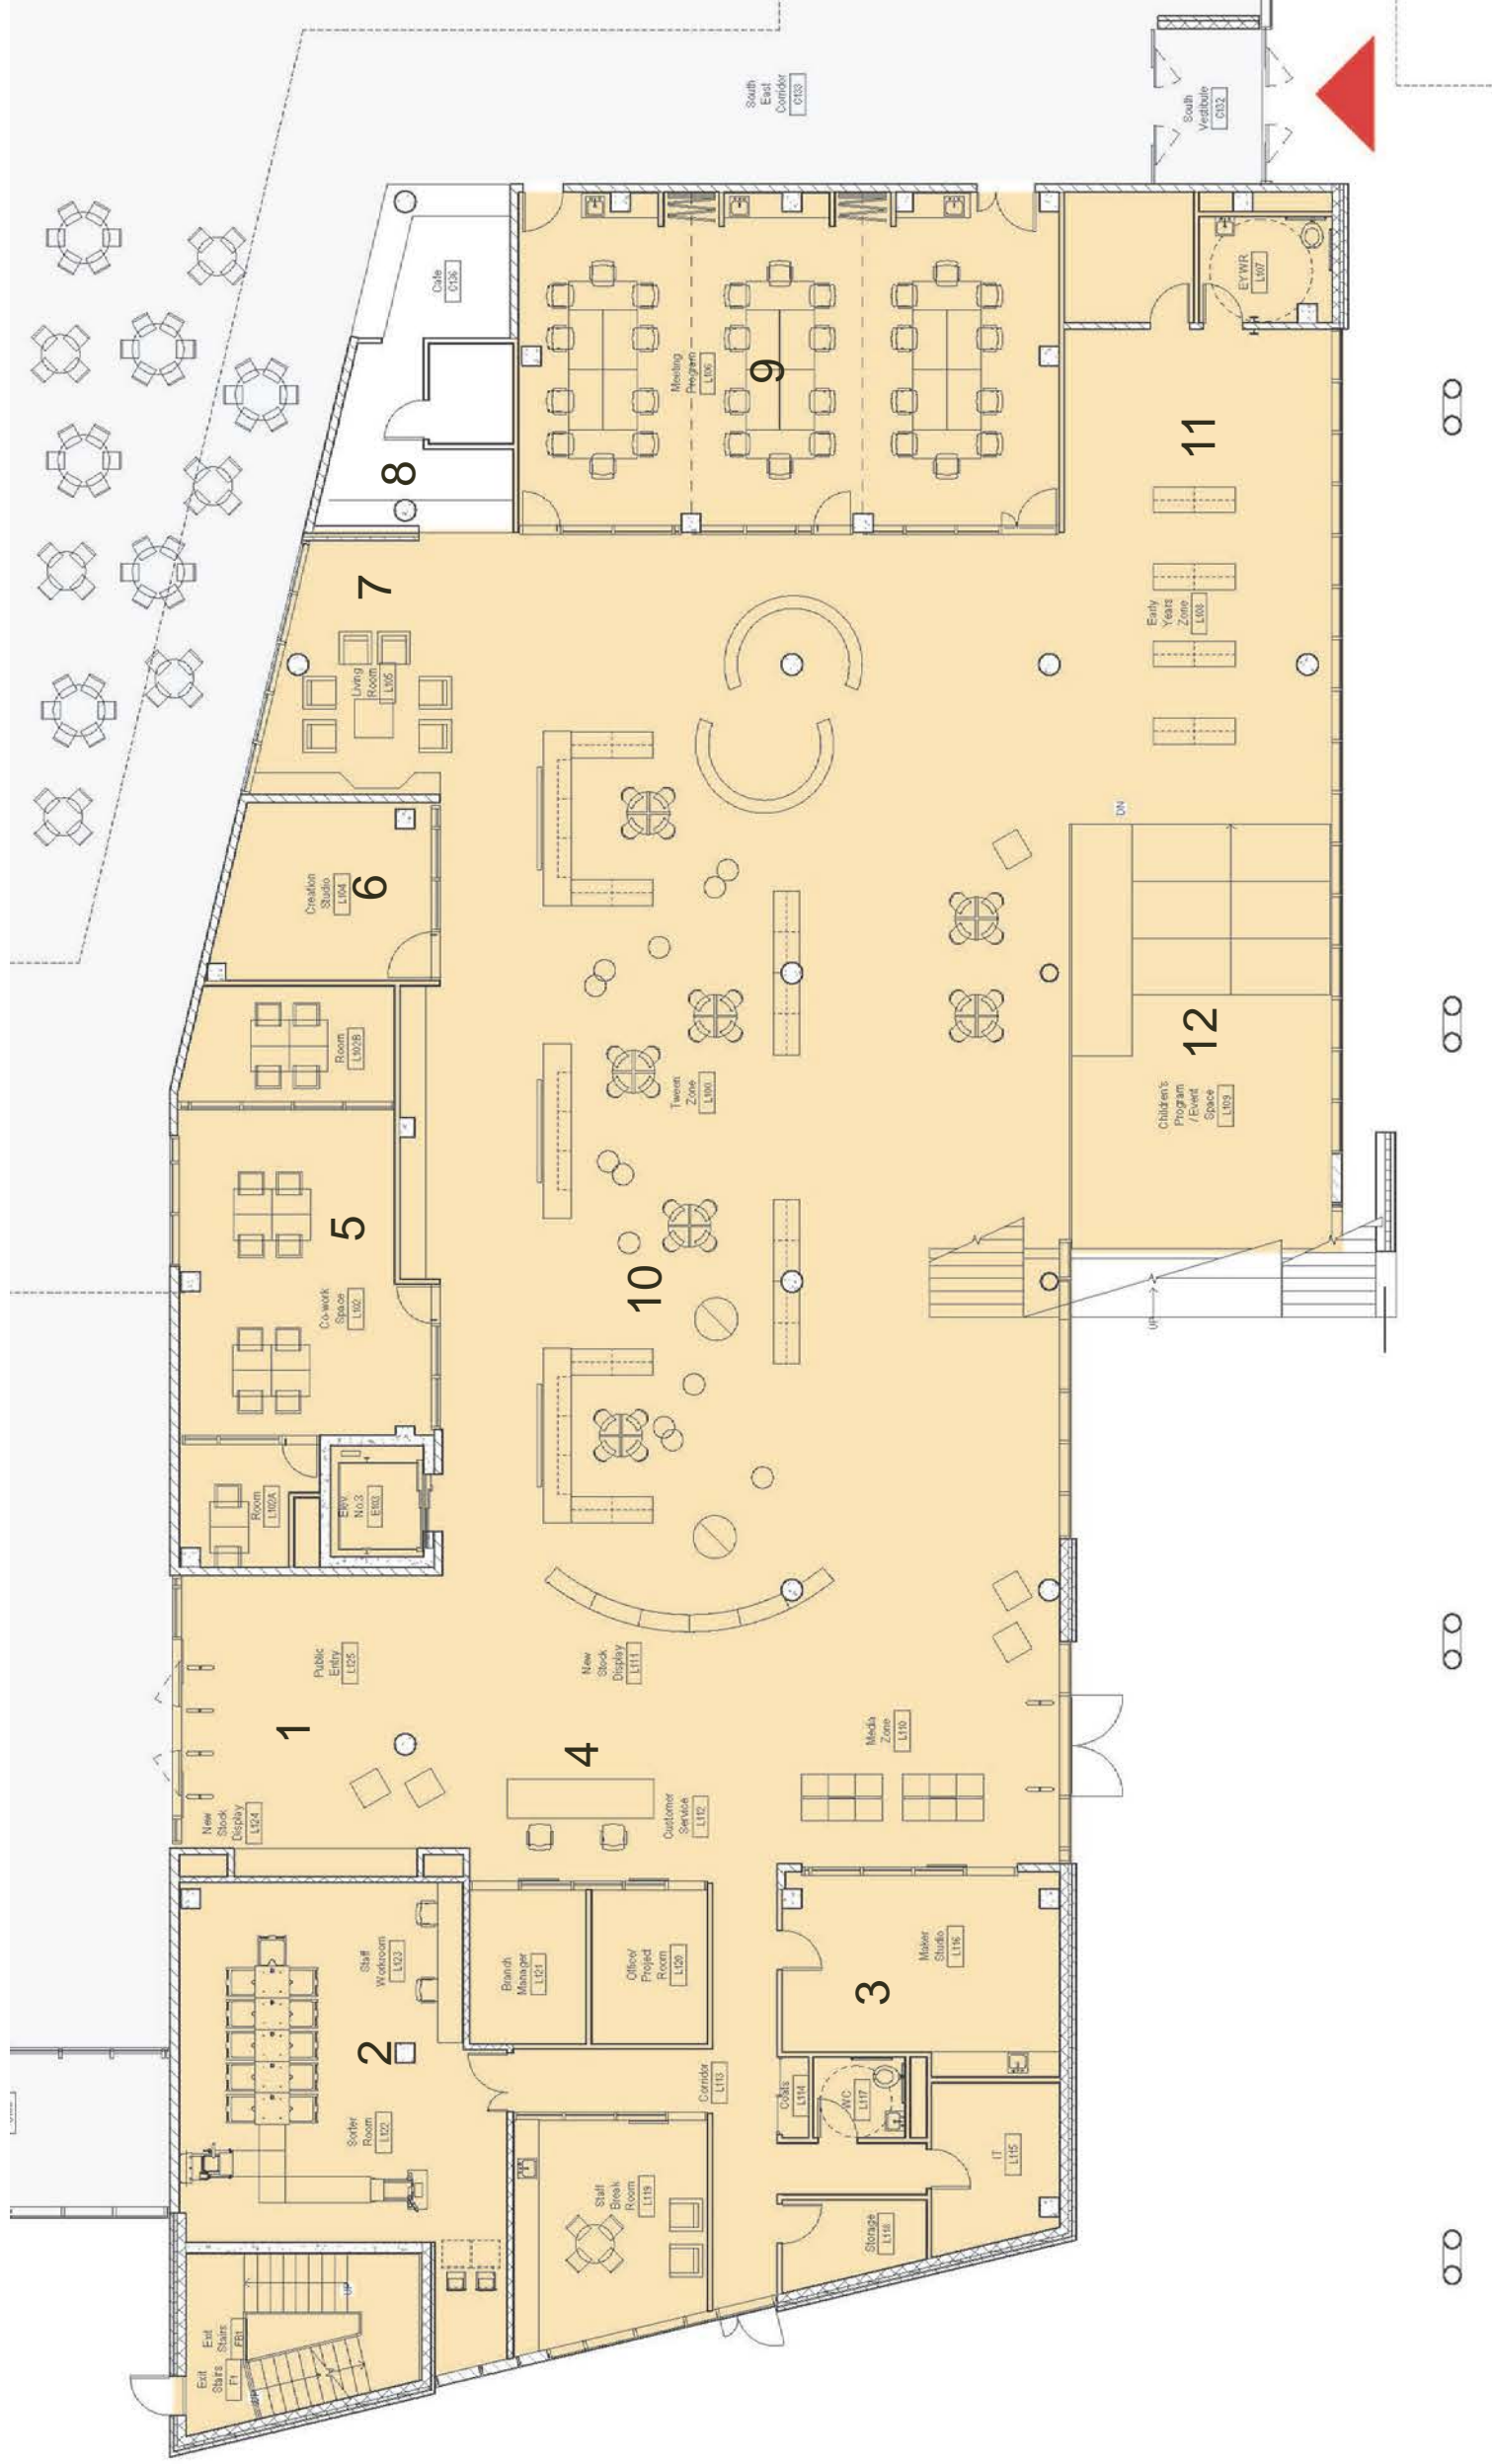 Exit
Stairs
F1
Exit
Stairs
FB1
UP
UP
New
Stock
Display
L124
1
Public
Entry
L125
Sorter
Room
L122
2
Staff
Workroom
L123
Room
L102A
Elev.
No.3
E103
Co-work
Space
L102
5
Room
L102B
Creation
Studio
L104
6
Living
Room
L105
7
8
Cafe
C136
South
East
Corridor
C133
Staff
Break
Room
L119
Branch
Manager
L121
Office/
Project
Room
L120
4
Customer
Service
L112
New
Stock
Display
L111
10
Tween
Zone
L100
Meeting
Program
L106
9
Corridor
L113
Coats
L114
WC
L117
Storage
L118
IT
L115
3
Maker
Studio
L116
Media
Zone
L110
UP
Children's
Program
/ Event
Space
L109
12
DN
Early
Years
Zone
L108
11
EYWR
L107
South
Vestibule
C132